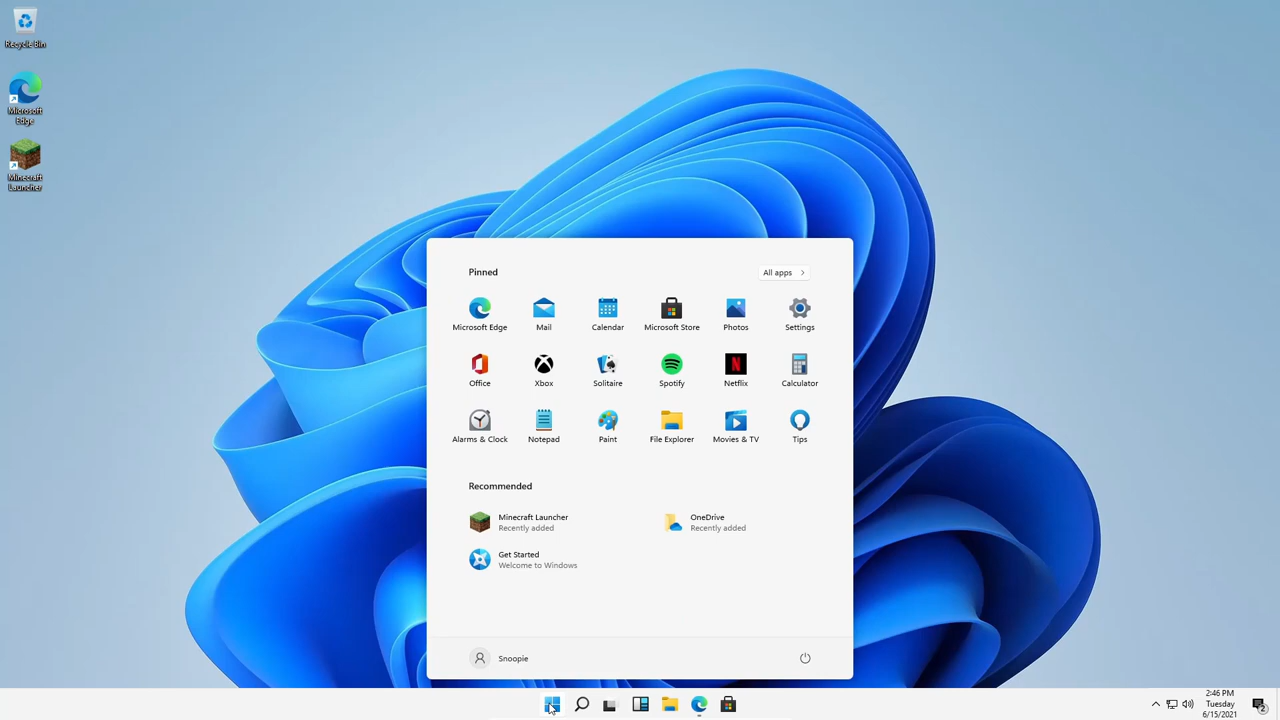 Recycle Bin
Microsoft
Edge
Minecraft
Launcher
Pinned
All apps
Microsoft Edge
Mail
Calendar
Microsoft Store
Photos
Settings
Office
Xbox
Solitaire
Spotify
Netflix
Calculator
Alarms & Clock
Notepad
Paint
File Explorer
Movies & TV
Tips
Recommended
Minecraft Launcher
Recently added
OneDrive
Recently added
Get Started
Welcome to Windows
Snoopie
2:46 PM
Tuesday
6/15/2021
2